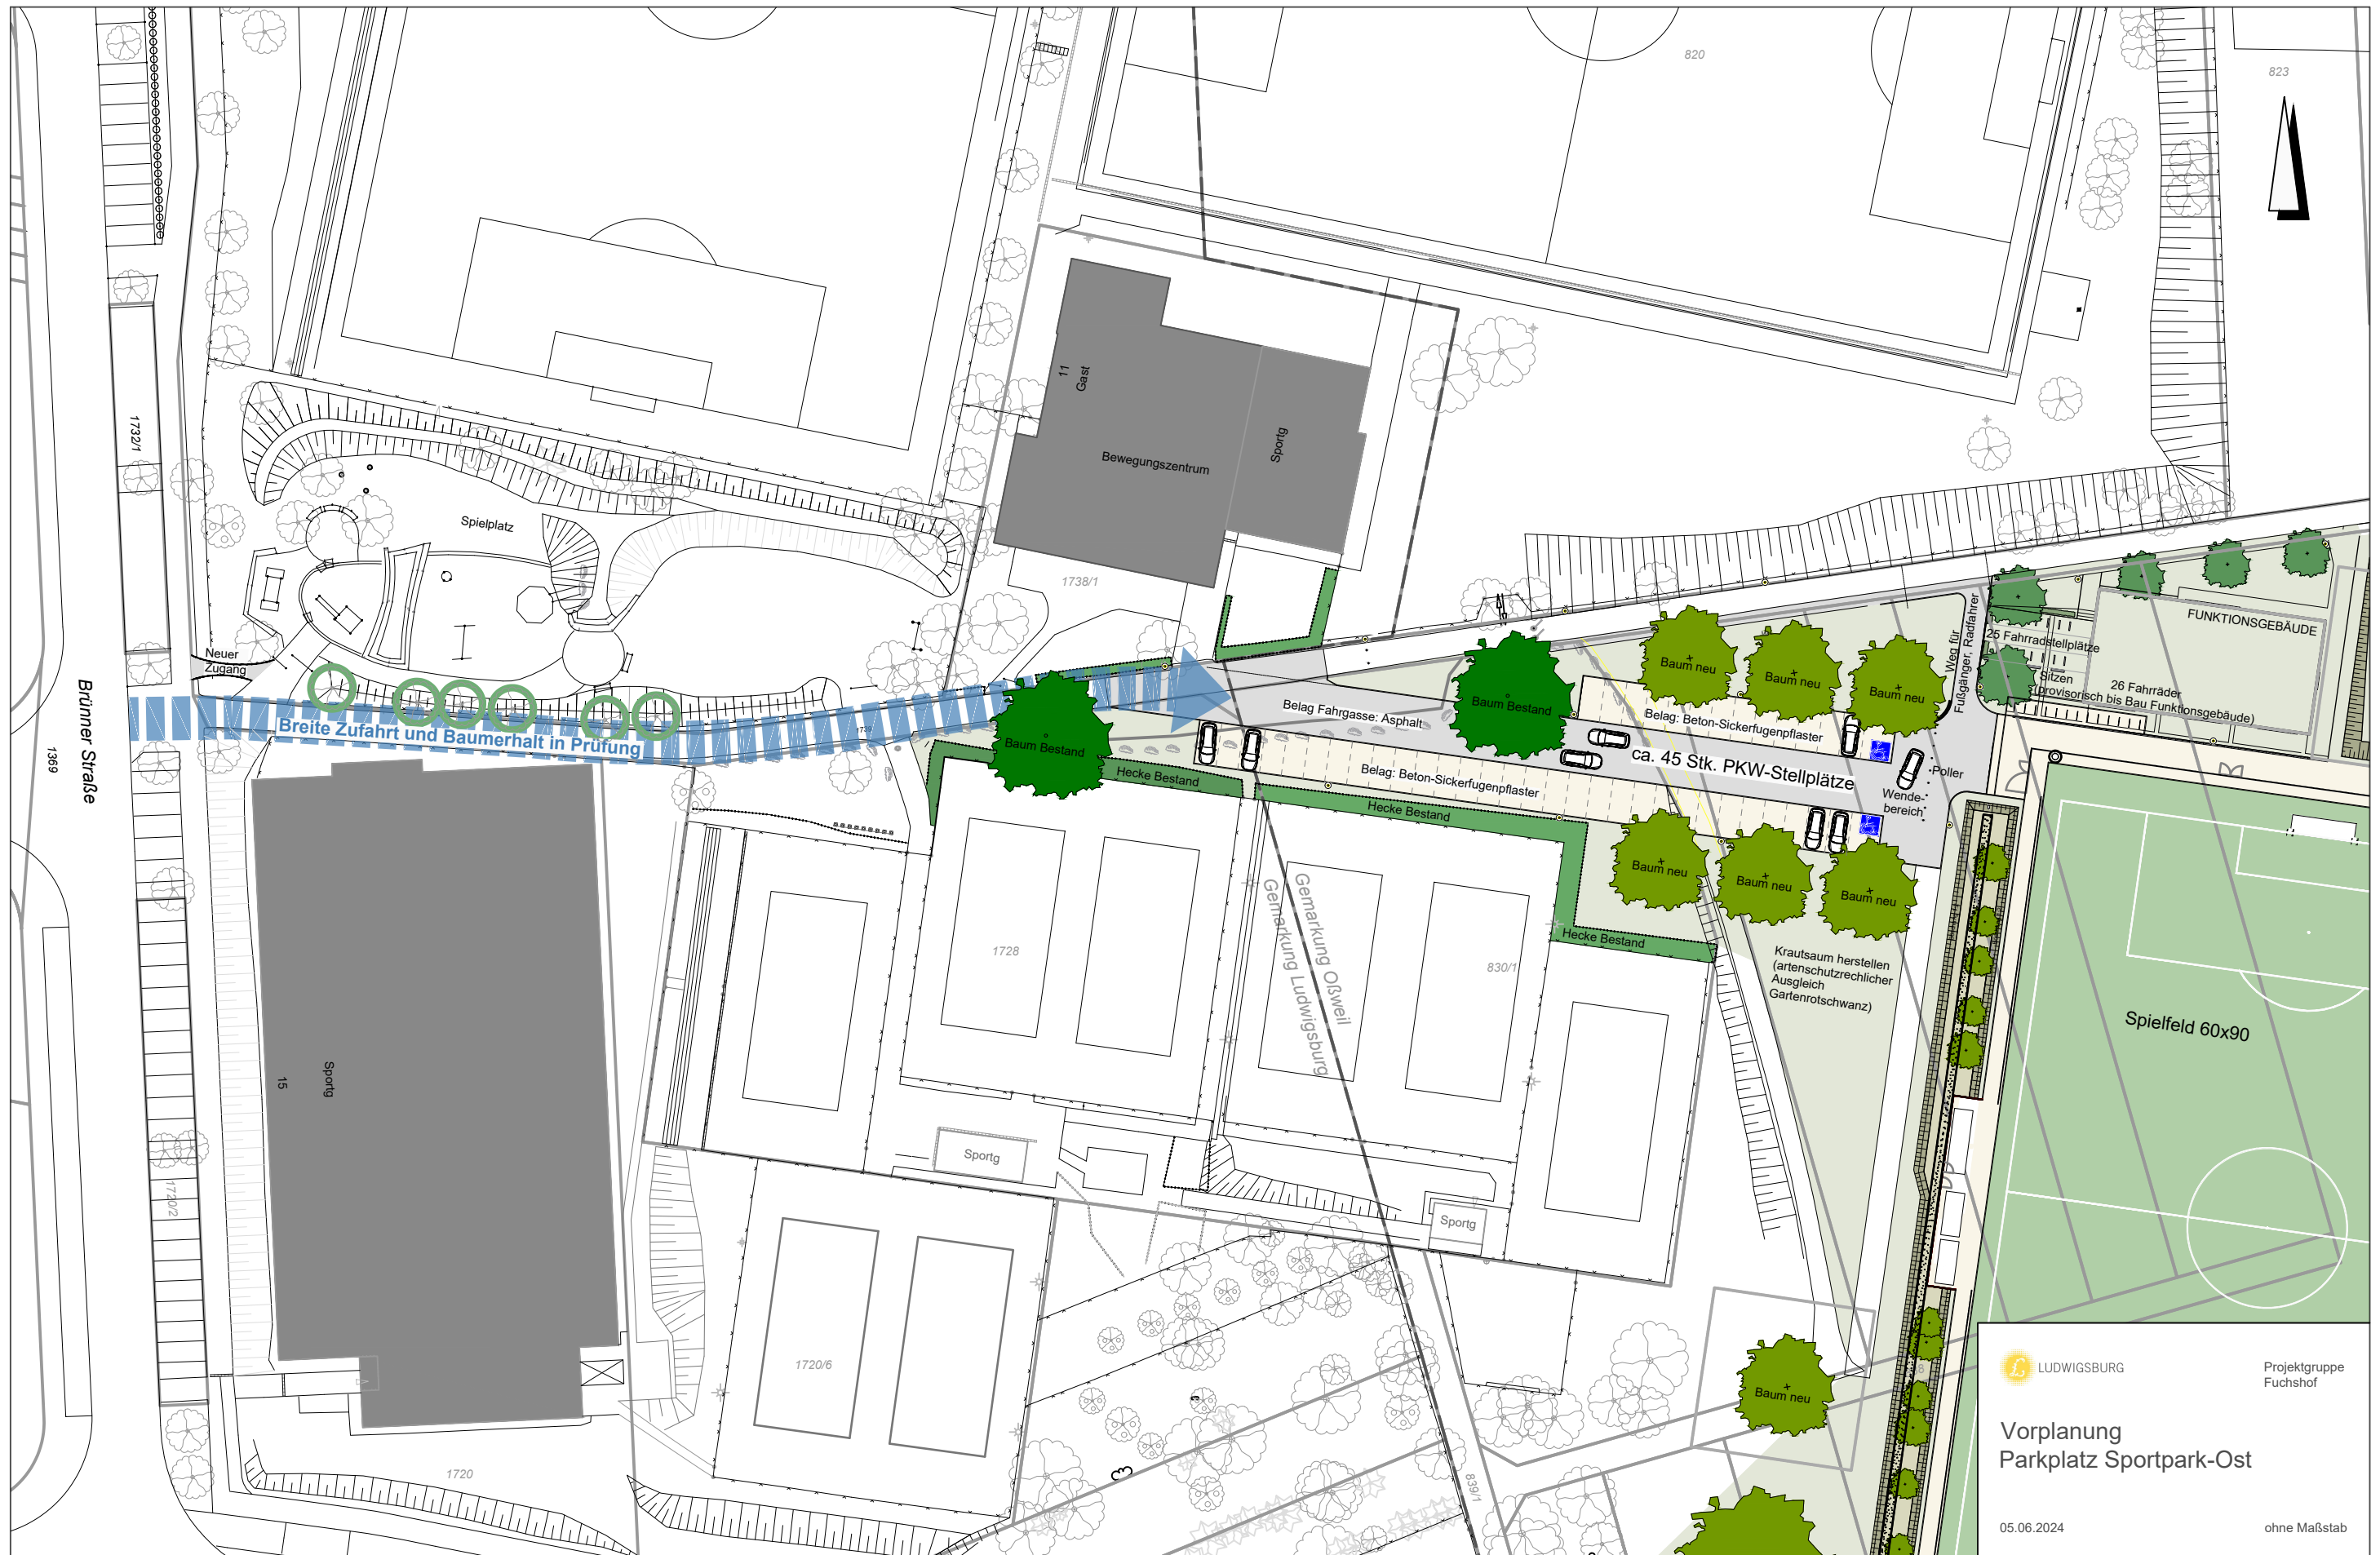 820
823
1732/1
11
Gast
Bewegungszentrum
Sportg
Spielplatz
1738/1
Neuer
Zugang
Brünner Straße
1369
Breite Zufahrt und Baumerhalt in Prüfung
Baum Bestand
Hecke Bestand
Belag Fahrgasse: Asphalt
Baum Bestand
Belag: Beton-Sickerfugenpflaster
Belag: Beton-Sickerfugenpflaster
Hecke Bestand
ca. 45 Stk. PKW-Stellplätze
Baum neu
Baum neu
Baum neu
Weg für
Fußgänger, Radfahrer
FUNKTIONSGEBÄUDE
25 Fahrradstellplätze
Sitzen
(provisorisch bis Bau Funktionsgebäude)
26 Fahrräder
Poller
Wende-
bereich
Baum neu
Baum neu
Baum neu
Hecke Bestand
Krautsaum herstellen
(artenschutzrechlicher
Ausgleich
Gartenrotschwanz)
Spielfeld 60x90
Gemarkung Oßweil
Gemarkung Ludwigsburg
1728
830/1
15
Sportg
Sportg
Sportg
1720/2
1720/6
1720
839/1
3
Baum neu
LUDWIGSBURG
Projektgruppe
Fuchshof
Vorplanung
Parkplatz Sportpark-Ost
05.06.2024
ohne Maßstab